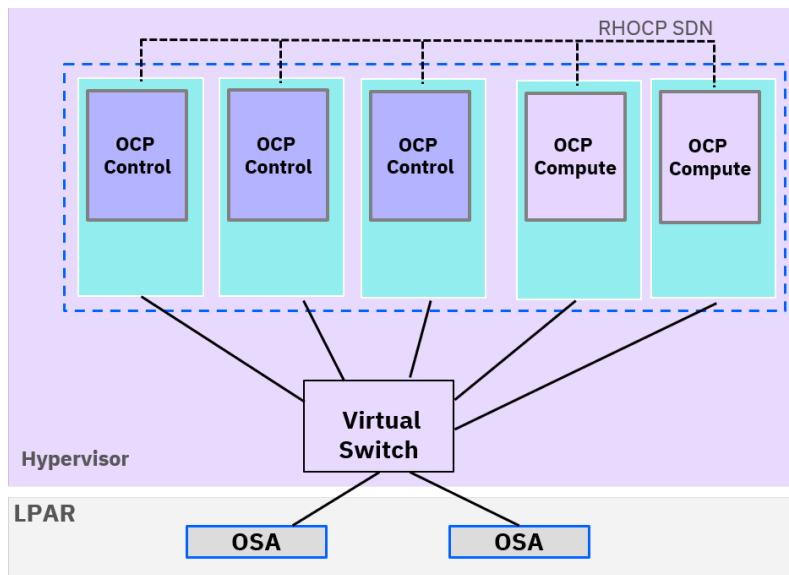 RHOCP SDN
OCP
Control
OCP
Control
OCP
Control
OCP
Compute
OCP
Compute
Virtual
Switch
Hypervisor
LPAR
OSA
OSA